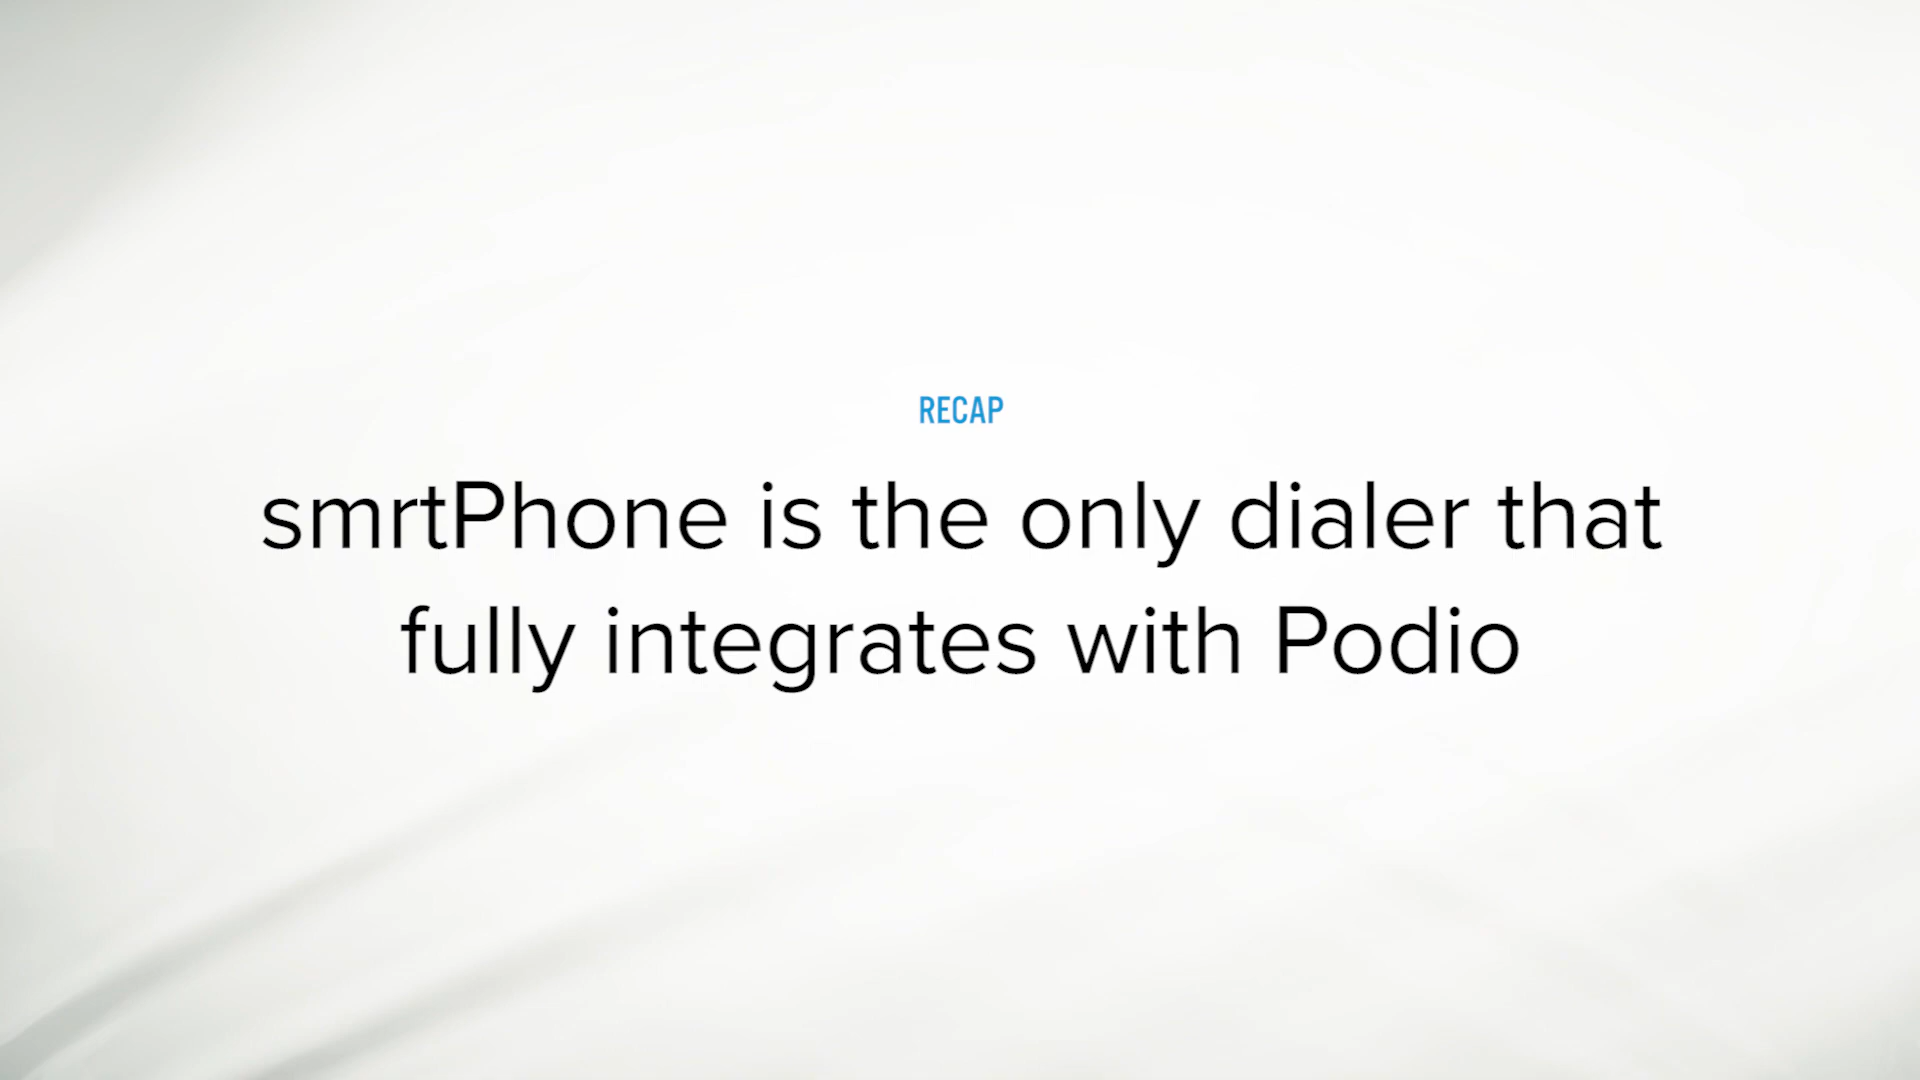 RECAP
smrtPhone is the only dialer that
fully integrates with Podio